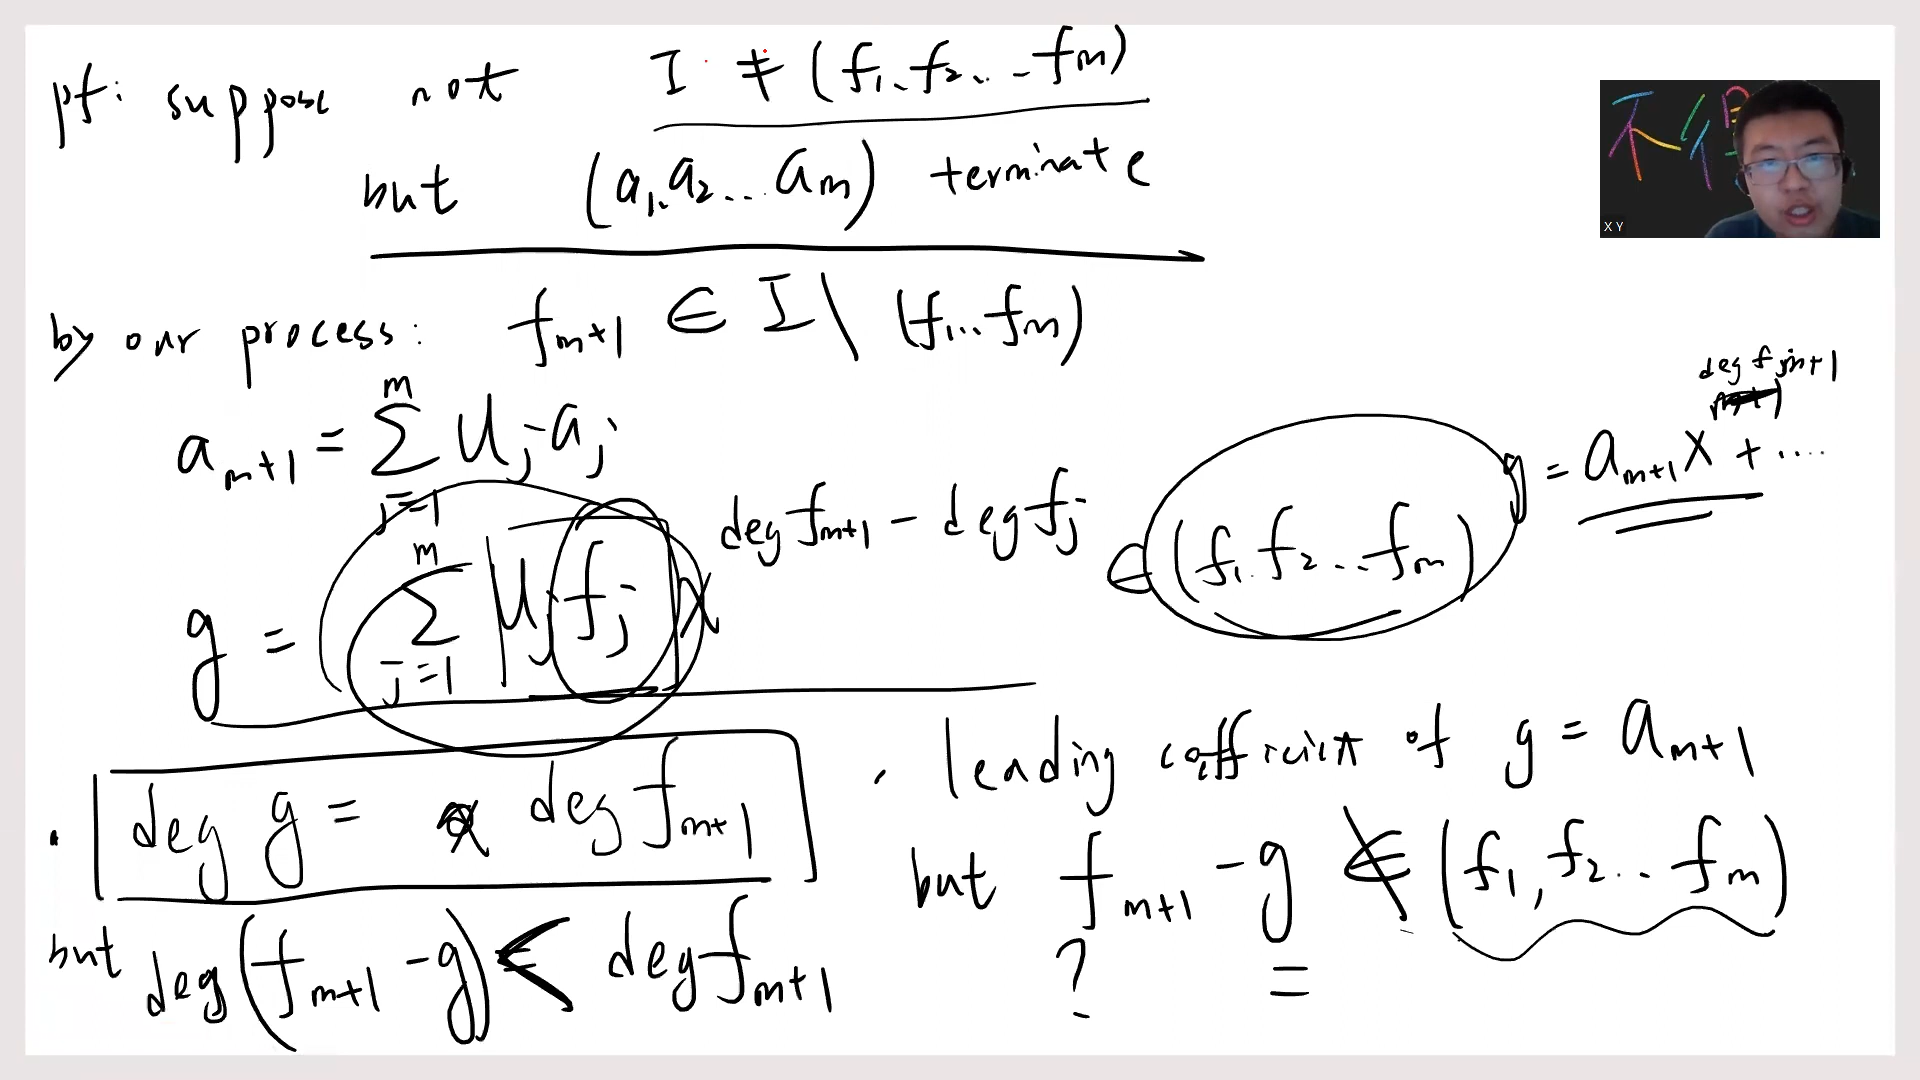 pf: suppose not I ≠ (f₁, f₂, ... fₘ)
but (a₁, a₂ ... aₘ) terminate
by our process: fₘ₊₁ ∈ I \ (f₁ ... fₘ)
aₘ₊₁ = ∑ⱼ₌₁ᵐ uⱼ aⱼ
g = ∑ⱼ₌₁ᵐ uⱼ fⱼ x^(deg fₘ₊₁ - deg fⱼ) ∈ (f₁, f₂ ... fₘ)
g = aₘ₊₁ x^(deg fₘ₊₁) + ....
· deg g = deg fₘ₊₁
· leading coefficient of g = aₘ₊₁
but deg(fₘ₊₁ - g) < deg fₘ₊₁
but fₘ₊₁ - g ∉ (f₁, f₂ ... fₘ)
? =
X Y